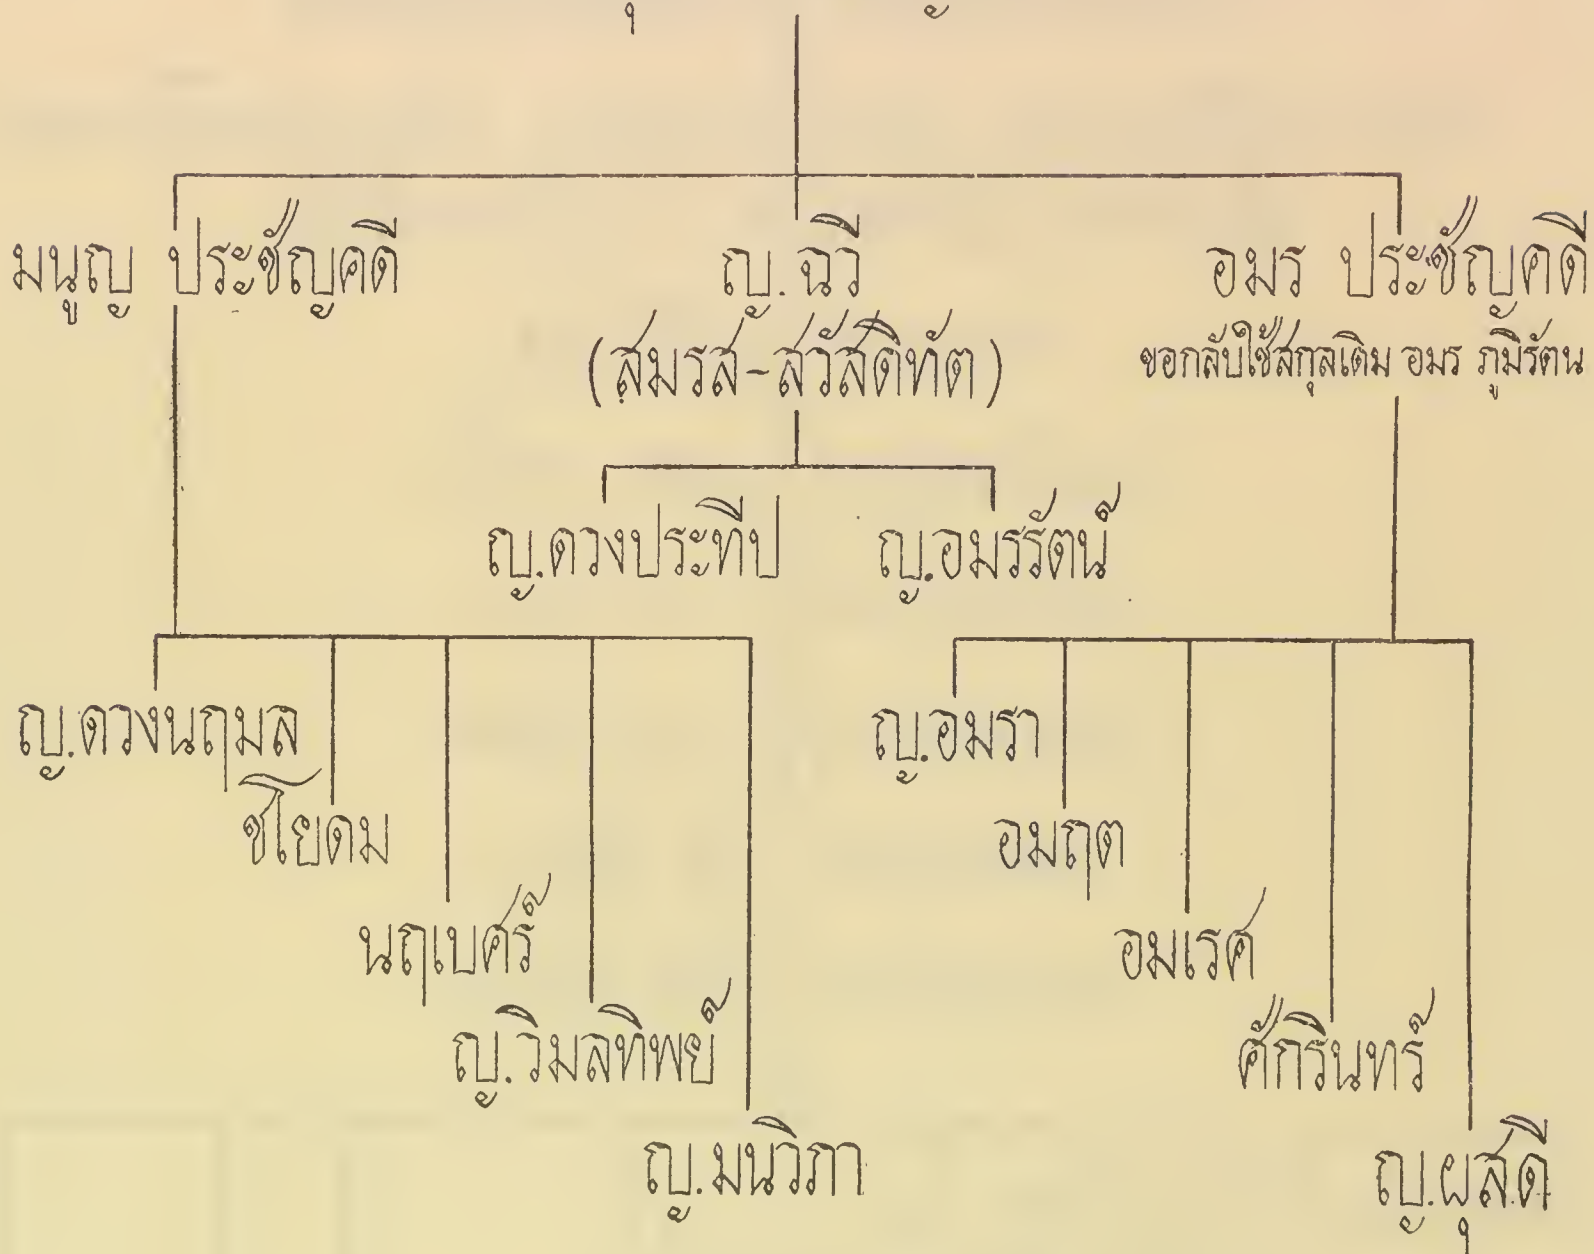 มนูญ ประชัญคดี
ญ.ฉวี
(สมรส-สวัสดิทัต)
อมร ประชัญคดี
ขอกลับใช้สกุลเดิม อมร ภูมิรัตน
ญ.ดวงประทีป
ญ.อมรรัตน์
ญ.ดวงนฤมล
ชโยดม
นฤเบศร์
ญ.วิมลทิพย์
ญ.มนวิภา
ญ.อมรา
อมฤต
อมเรศ
ศักรินทร์
ญ.ผุสดี